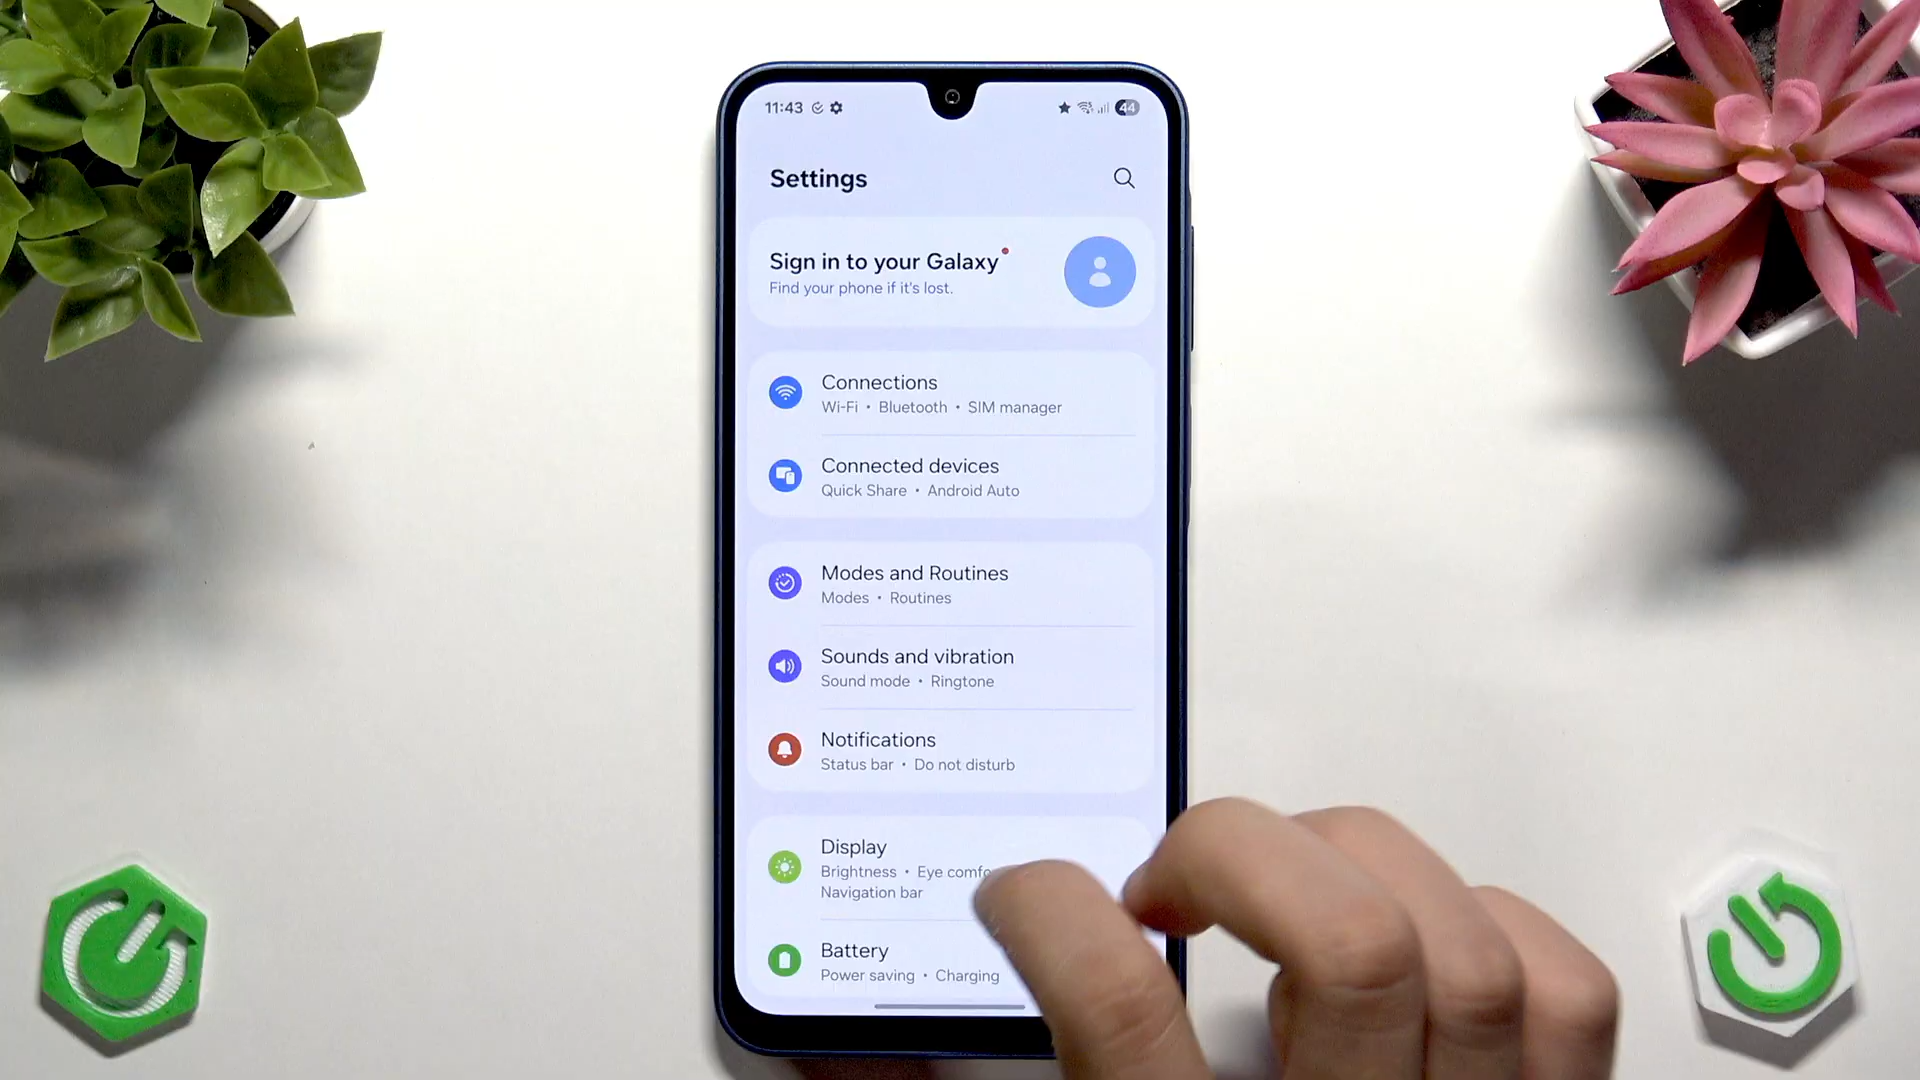 11:43
44
Settings
Sign in to your Galaxy
Find your phone if it's lost.
Connections
Wi-Fi • Bluetooth • SIM manager
Connected devices
Quick Share • Android Auto
Modes and Routines
Modes • Routines
Sounds and vibration
Sound mode • Ringtone
Notifications
Status bar • Do not disturb
Display
Brightness • Eye
Navigation bar
Battery
Power saving • Charging